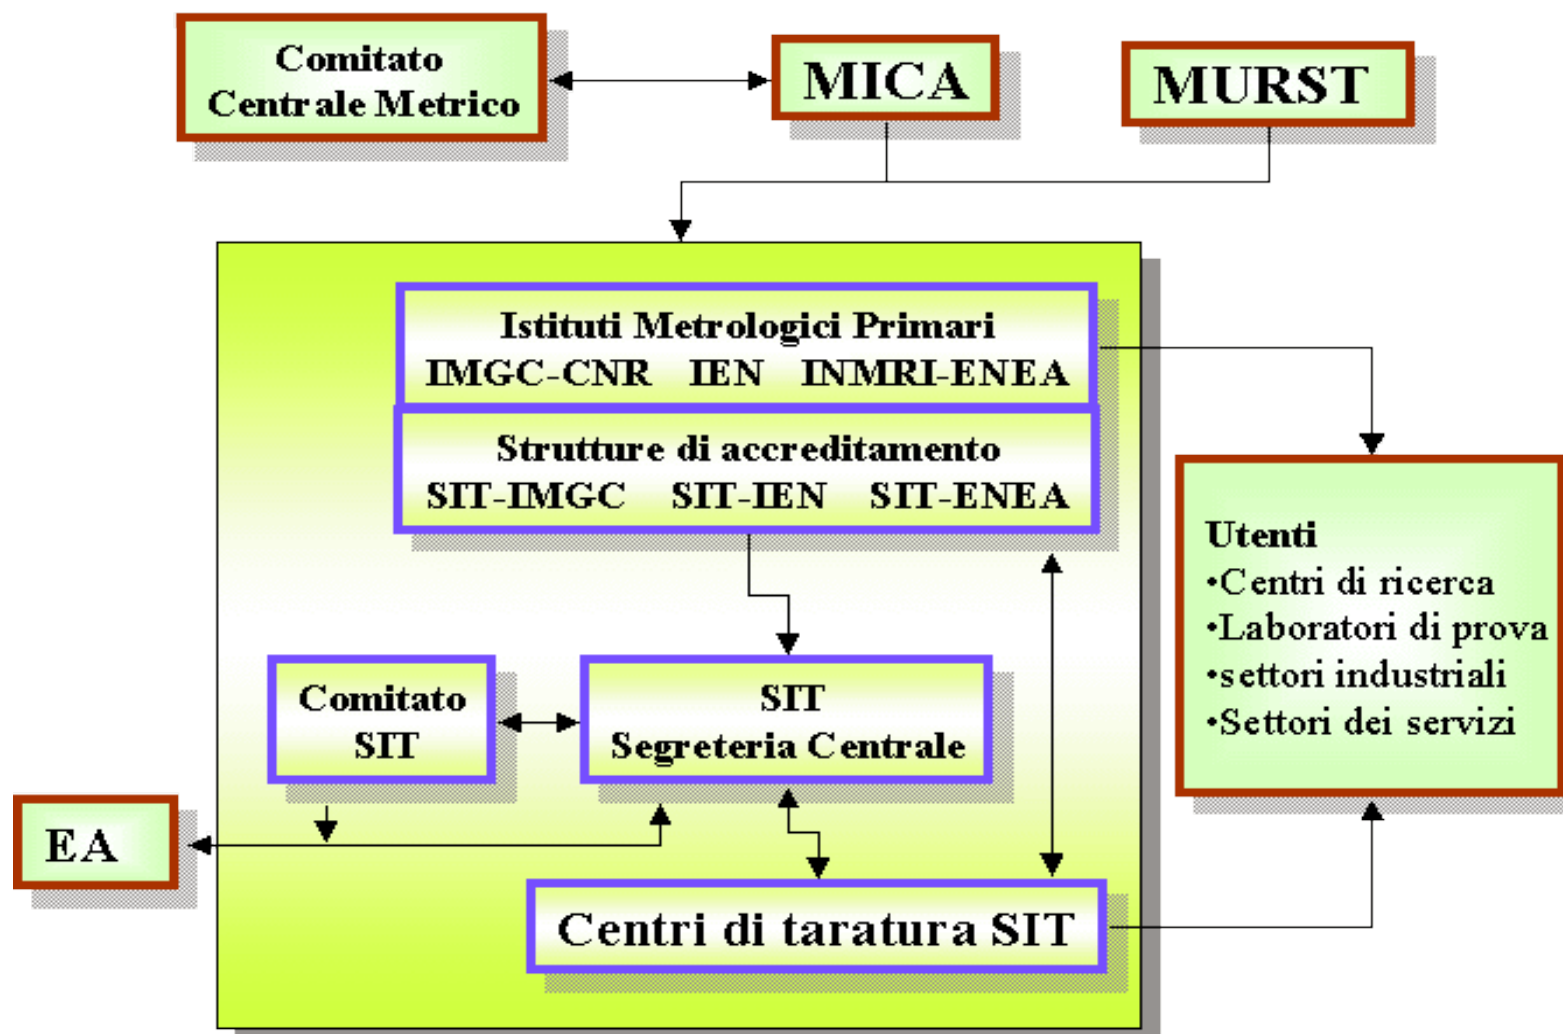 Comitato
Centrale Metrico
MICA
MURST
Istituti Metrologici Primari
IMGC-CNR IEN INMRI-ENEA
Strutture di accreditamento
SIT-IMGC SIT-IEN SIT-ENEA
Utenti
•Centri di ricerca
•Laboratori di prova
•settori industriali
•Settori dei servizi
Comitato
SIT
SIT
Segreteria Centrale
EA
Centri di taratura SIT